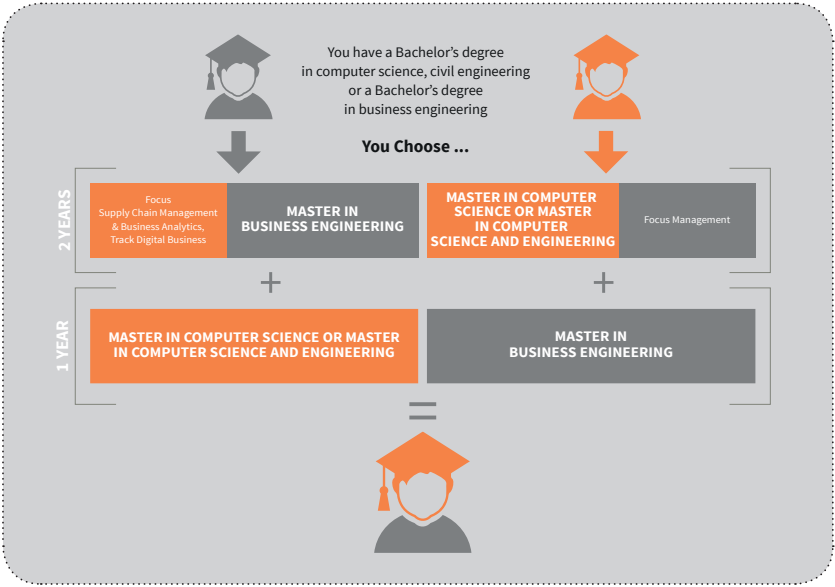 You have a Bachelor’s degree
in computer science, civil engineering
or a Bachelor’s degree
in business engineering
You Choose ...
2 YEARS
Focus
Supply Chain Management
& Business Analytics,
Track Digital Business
MASTER IN
BUSINESS ENGINEERING
MASTER IN COMPUTER
SCIENCE OR MASTER
IN COMPUTER
SCIENCE AND ENGINEERING
Focus Management
+
+
1 YEAR
MASTER IN COMPUTER SCIENCE OR MASTER
IN COMPUTER SCIENCE AND ENGINEERING
MASTER IN
BUSINESS ENGINEERING
=